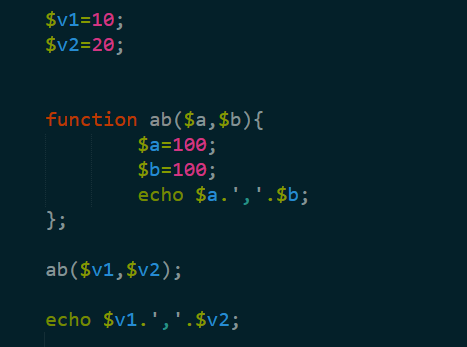 $v1=10;
$v2=20;
function ab($a,$b){
$a=100;
$b=100;
echo $a.','.$b;
};
ab($v1,$v2);
echo $v1.','.$v2;